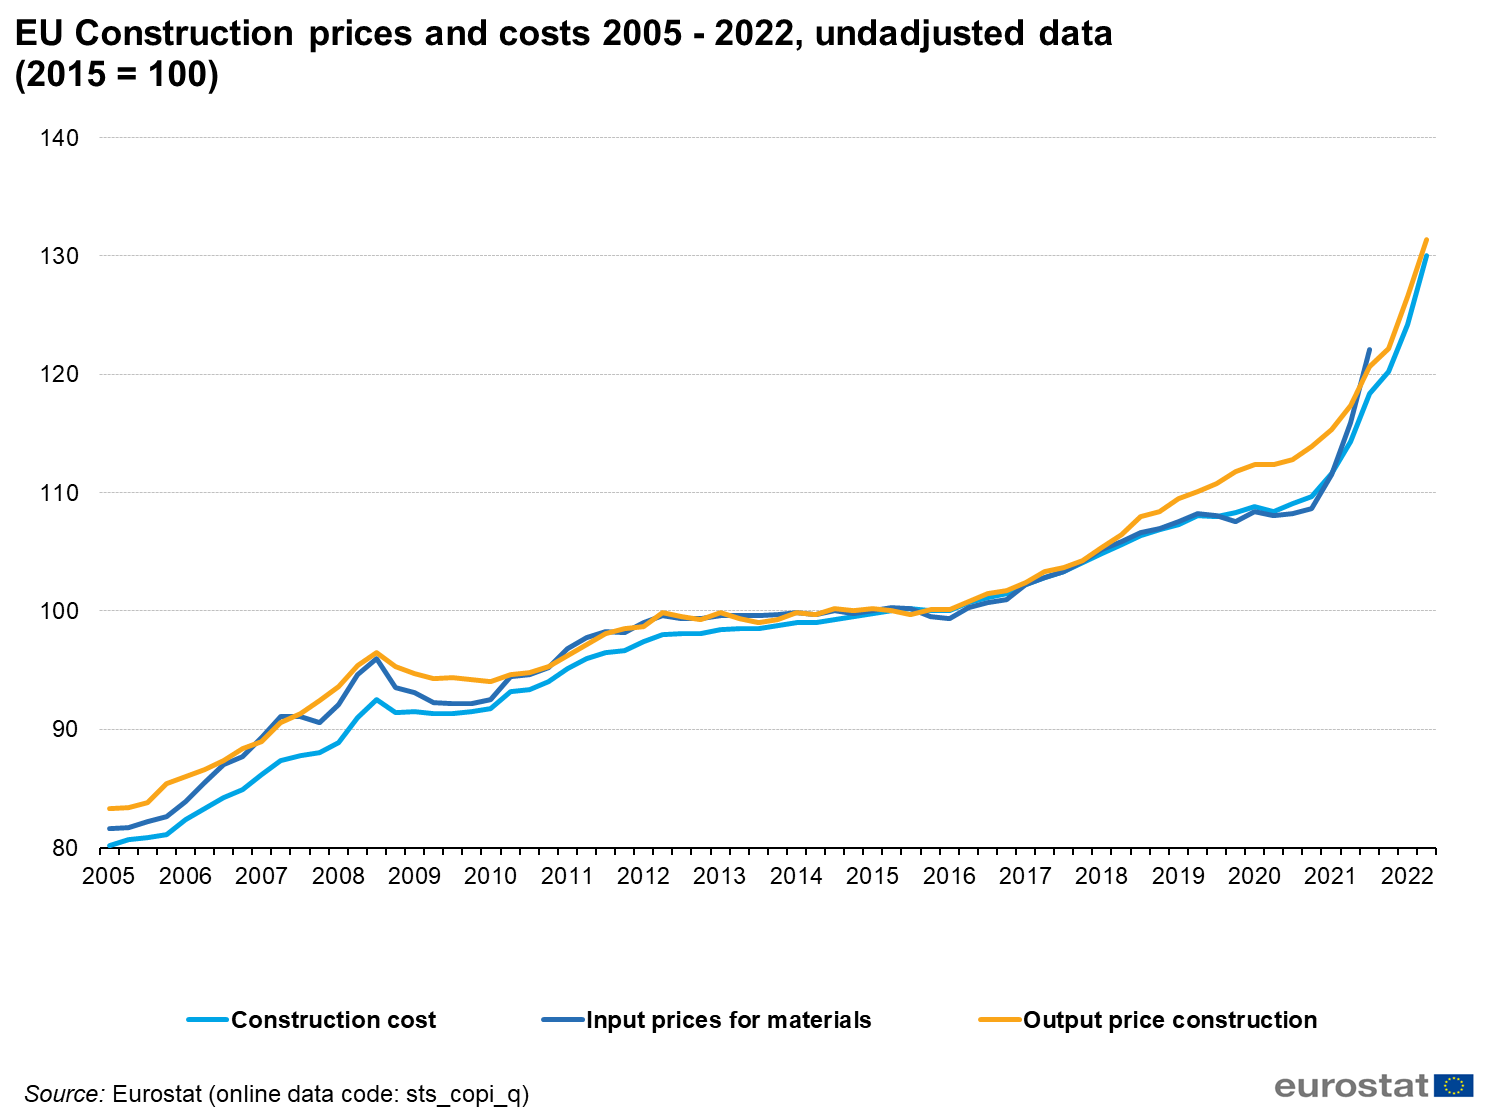 EU Construction prices and costs 2005 - 2022, undadjusted data
(2015 = 100)
140
130
120
110
100
90
80
2005 2006 2007 2008 2009 2010 2011 2012 2013 2014 2015 2016 2017 2018 2019 2020 2021 2022
Construction cost Input prices for materials Output price construction
Source: Eurostat (online data code: sts_copi_q)
eurostat